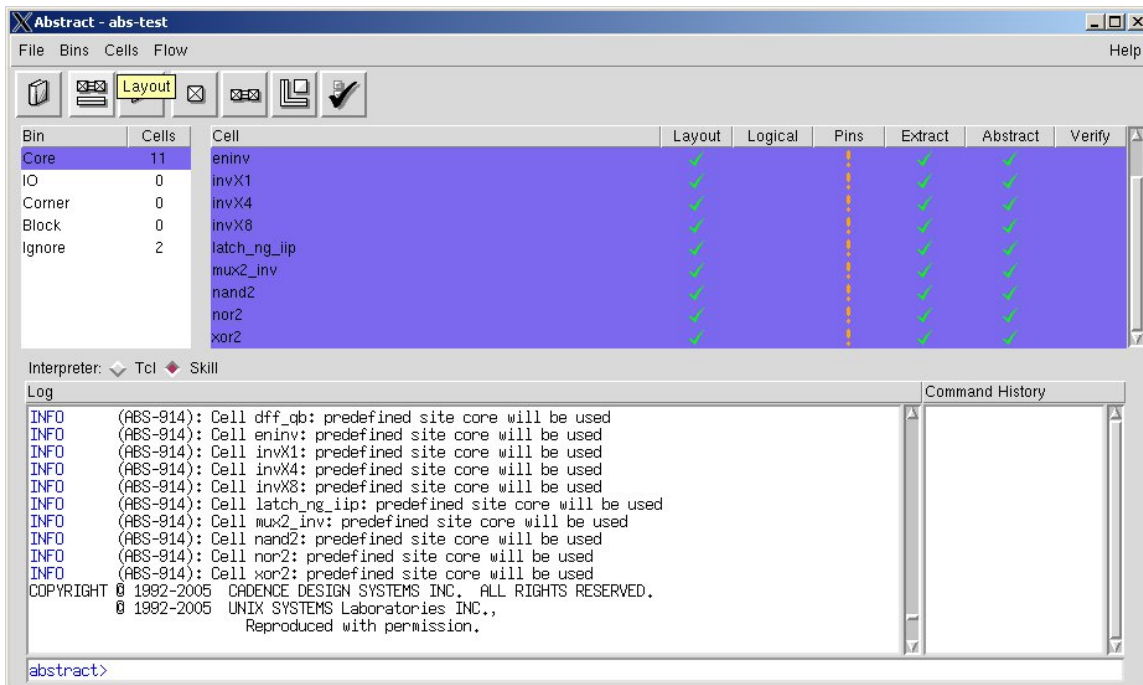 Abstract - abs-test
File Bins Cells Flow Help
Layout
Bin Cells Cell Layout Logical Pins Extract Abstract Verify
Core 11 eninv
IO 0 invX1
Corner 0 invX4
Block 0 invX8
Ignore 2 latch_ng_iip
mux2_inv
nand2
nor2
xor2
Interpreter: Tcl Skill
Log Command History
INFO (ABS-914): Cell dff_qb: predefined site core will be used
INFO (ABS-914): Cell eninv: predefined site core will be used
INFO (ABS-914): Cell invX1: predefined site core will be used
INFO (ABS-914): Cell invX4: predefined site core will be used
INFO (ABS-914): Cell invX8: predefined site core will be used
INFO (ABS-914): Cell latch_ng_iip: predefined site core will be used
INFO (ABS-914): Cell mux2_inv: predefined site core will be used
INFO (ABS-914): Cell nand2: predefined site core will be used
INFO (ABS-914): Cell nor2: predefined site core will be used
INFO (ABS-914): Cell xor2: predefined site core will be used
COPYRIGHT © 1992-2005 CADENCE DESIGN SYSTEMS INC. ALL RIGHTS RESERVED.
© 1992-2005 UNIX SYSTEMS Laboratories INC.,
Reproduced with permission.
abstract>